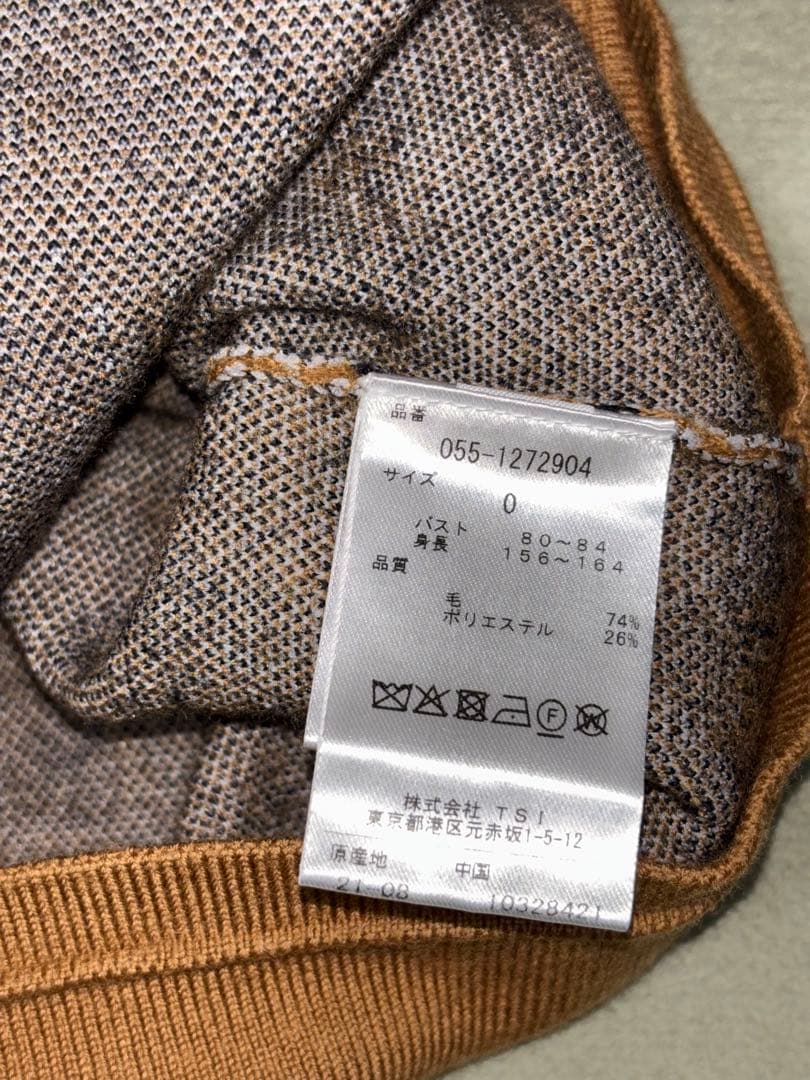 品番
055-1272904
サイズ
0
バスト 80～84
身長 156～164
品質
毛 74%
ポリエステル 26%
F W
株式会社 TSI
東京都港区元赤坂1-5-12
原産地 中国
21-08 10328421